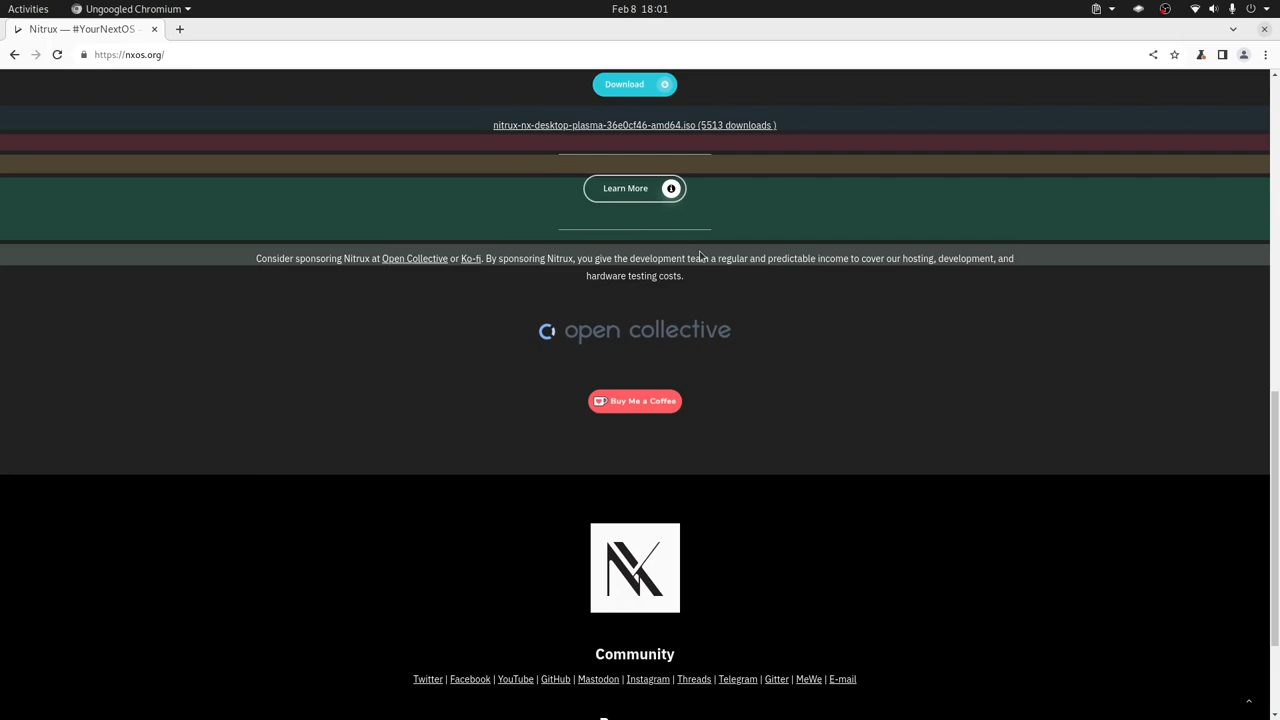 Activities
Ungoogled Chromium
Feb 8 18:01
Nitrux — #YourNextOS -
https://nxos.org/
Download
nitrux-nx-desktop-plasma-36e0cf46-amd64.iso (5513 downloads )
Learn More
Consider sponsoring Nitrux at Open Collective or Ko-fi. By sponsoring Nitrux, you give the development team a regular and predictable income to cover our hosting, development, and
hardware testing costs.
open collective
Buy Me a Coffee
Community
Twitter | Facebook | YouTube | GitHub | Mastodon | Instagram | Threads | Telegram | Gitter | MeWe | E-mail